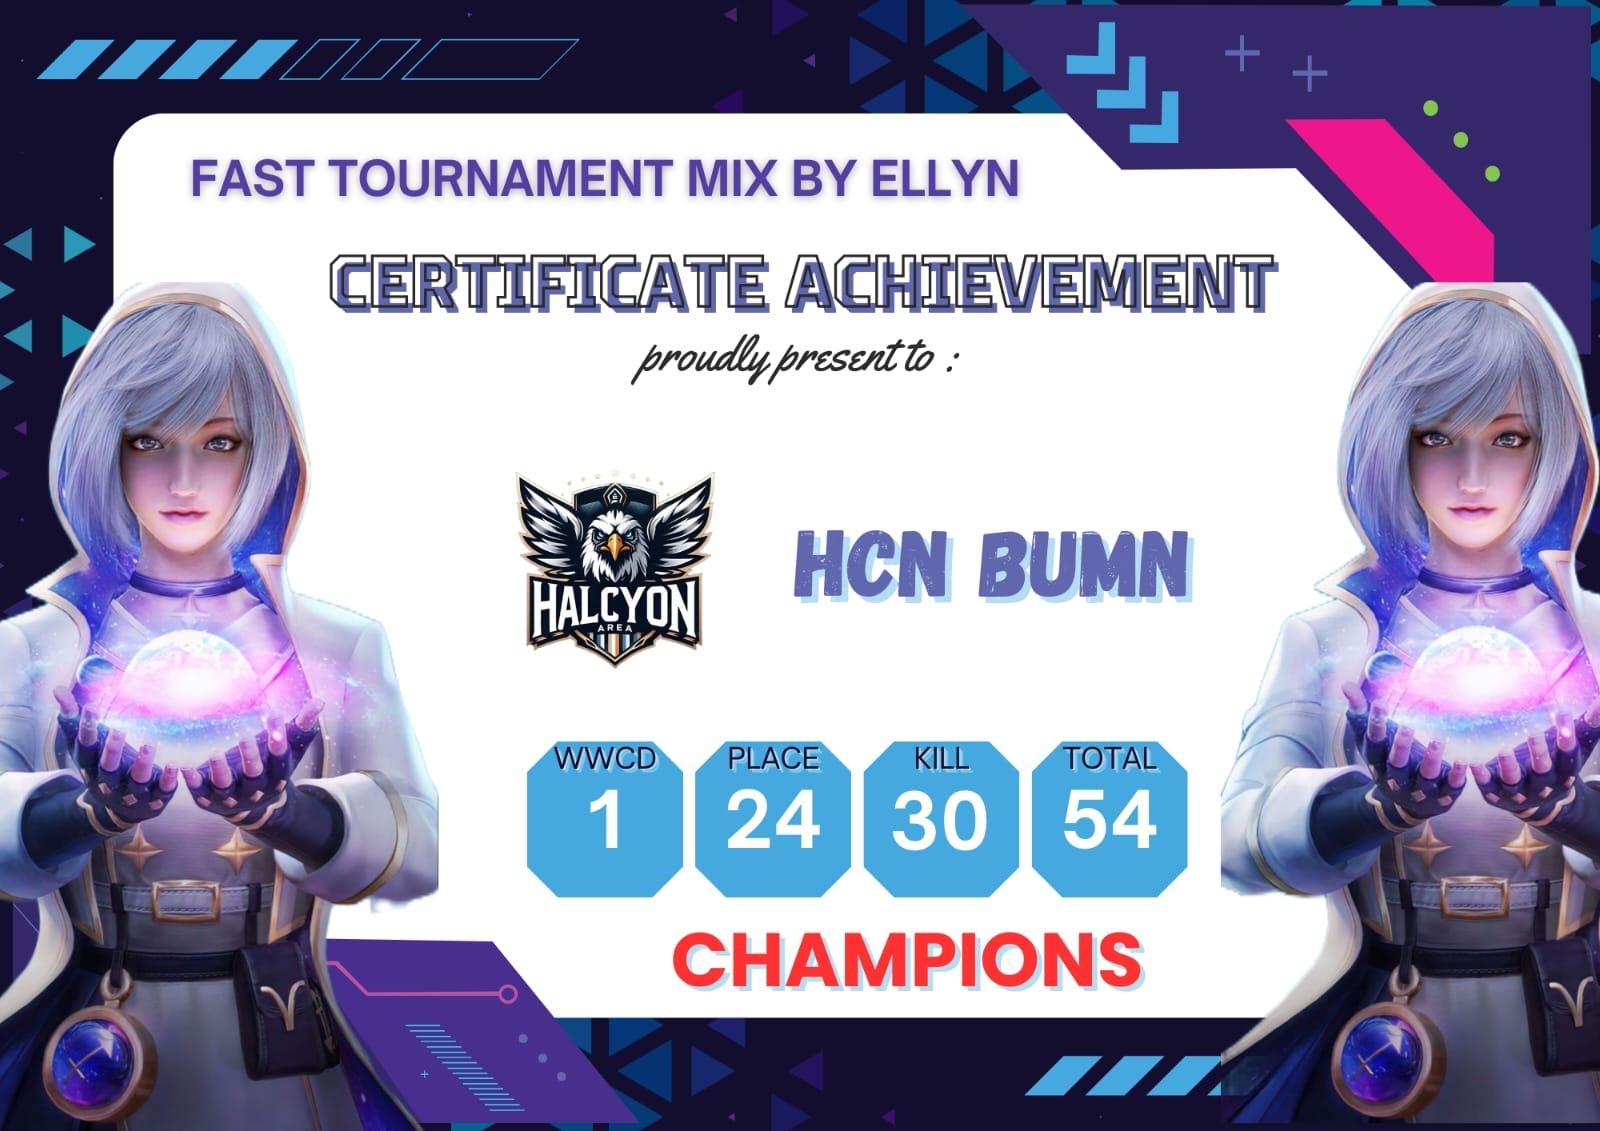 FAST TOURNAMENT MIX BY ELLYN
CERTIFICATE ACHIEVEMENT
proudly present to :
HALCYON
AREA
HCN BUMN
WWCD PLACE KILL TOTAL
1 24 30 54
CHAMPIONS